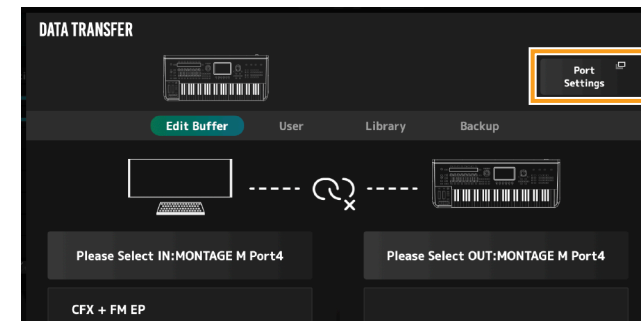 DATA TRANSFER
Port
Settings
Edit Buffer User Library Backup
Please Select IN:MONTAGE M Port4 Please Select OUT:MONTAGE M Port4
CFX + FM EP